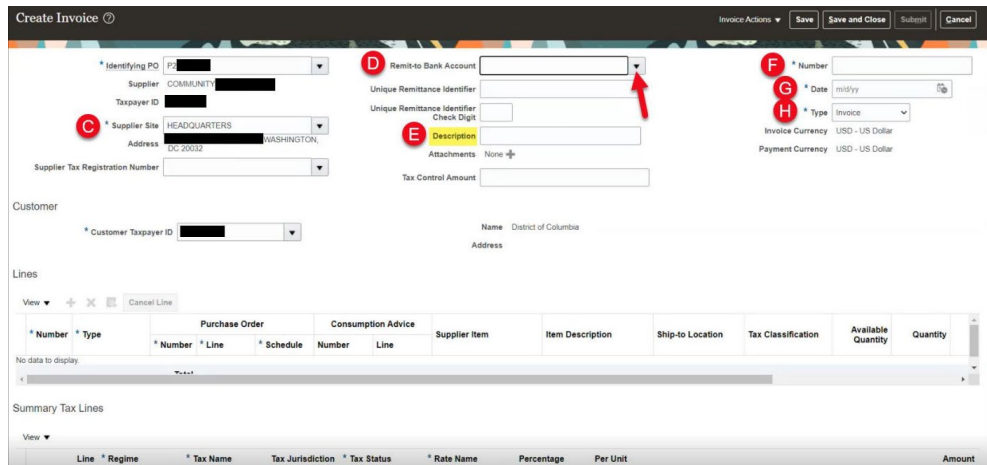 Create Invoice ?
Invoice Actions Save Save and Close Submit Cancel
* Identifying PO P2
Supplier COMMUNITY
Taxpayer ID
C * Supplier Site HEADQUARTERS
Address WASHINGTON,
DC 20032
Supplier Tax Registration Number
D Remit-to Bank Account
Unique Remittance Identifier
Unique Remittance Identifier
Check Digit
E Description
Attachments None
Tax Control Amount
F * Number
G * Date m/d/yy
H * Type Invoice
Invoice Currency USD - US Dollar
Payment Currency USD - US Dollar
Customer
* Customer Taxpayer ID
Name District of Columbia
Address
Lines
View Cancel Line
Purchase Order Consumption Advice
* Number * Type * Number * Line * Schedule Number Line Supplier Item Item Description Ship-to Location Tax Classification Available Quantity Quantity
No data to display.
Total
Summary Tax Lines
View
Line * Regime * Tax Name Tax Jurisdiction * Tax Status * Rate Name Percentage Per Unit Amount